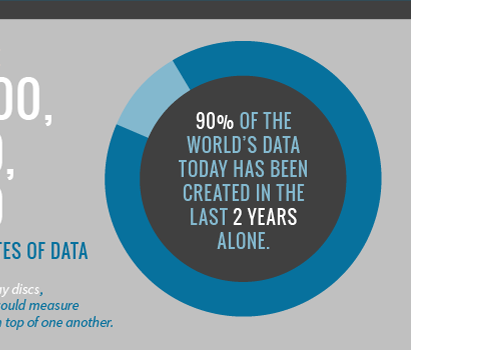 00,
TES OF DATA
discs,
ould measure
top of one another.
90% OF THE
WORLD'S DATA
TODAY HAS BEEN
CREATED IN THE
LAST 2 YEARS
ALONE.